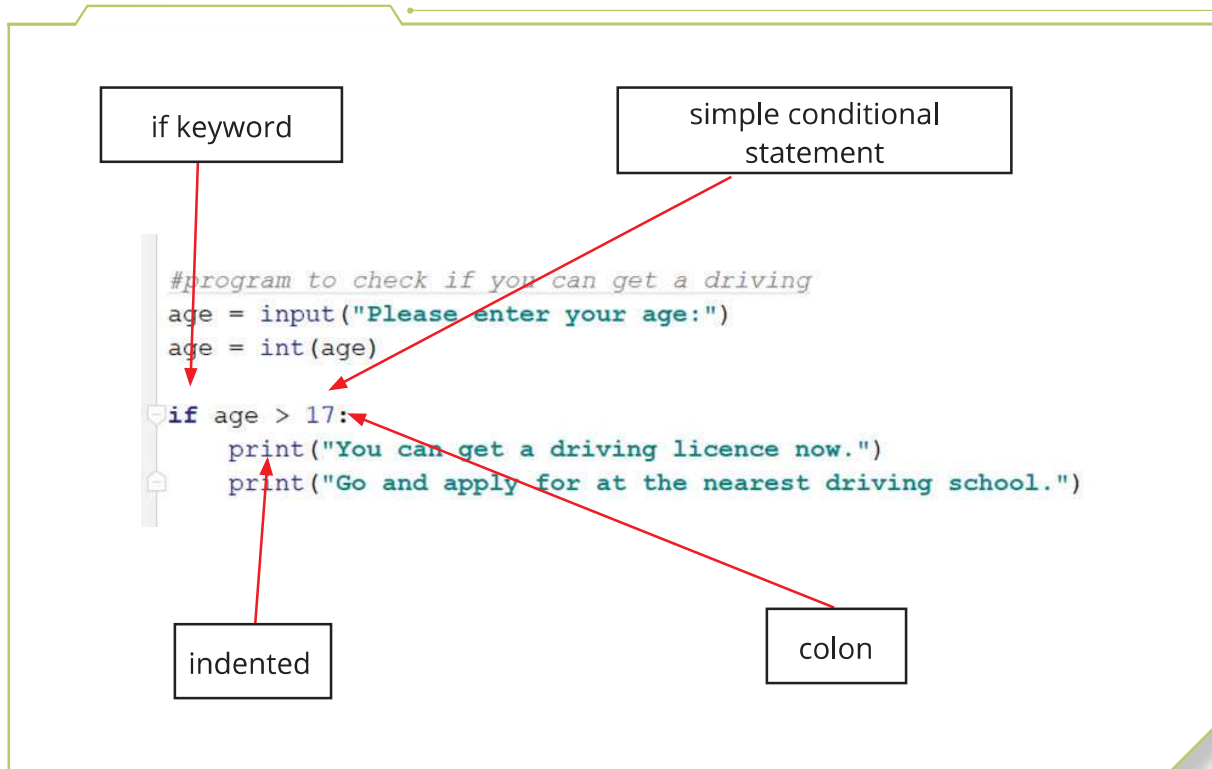 if keyword
simple conditional
statement
#program to check if you can get a driving
age = input("Please enter your age:")
age = int(age)
if age > 17:
    print("You can get a driving licence now.")
    print("Go and apply for at the nearest driving school.")
indented
colon